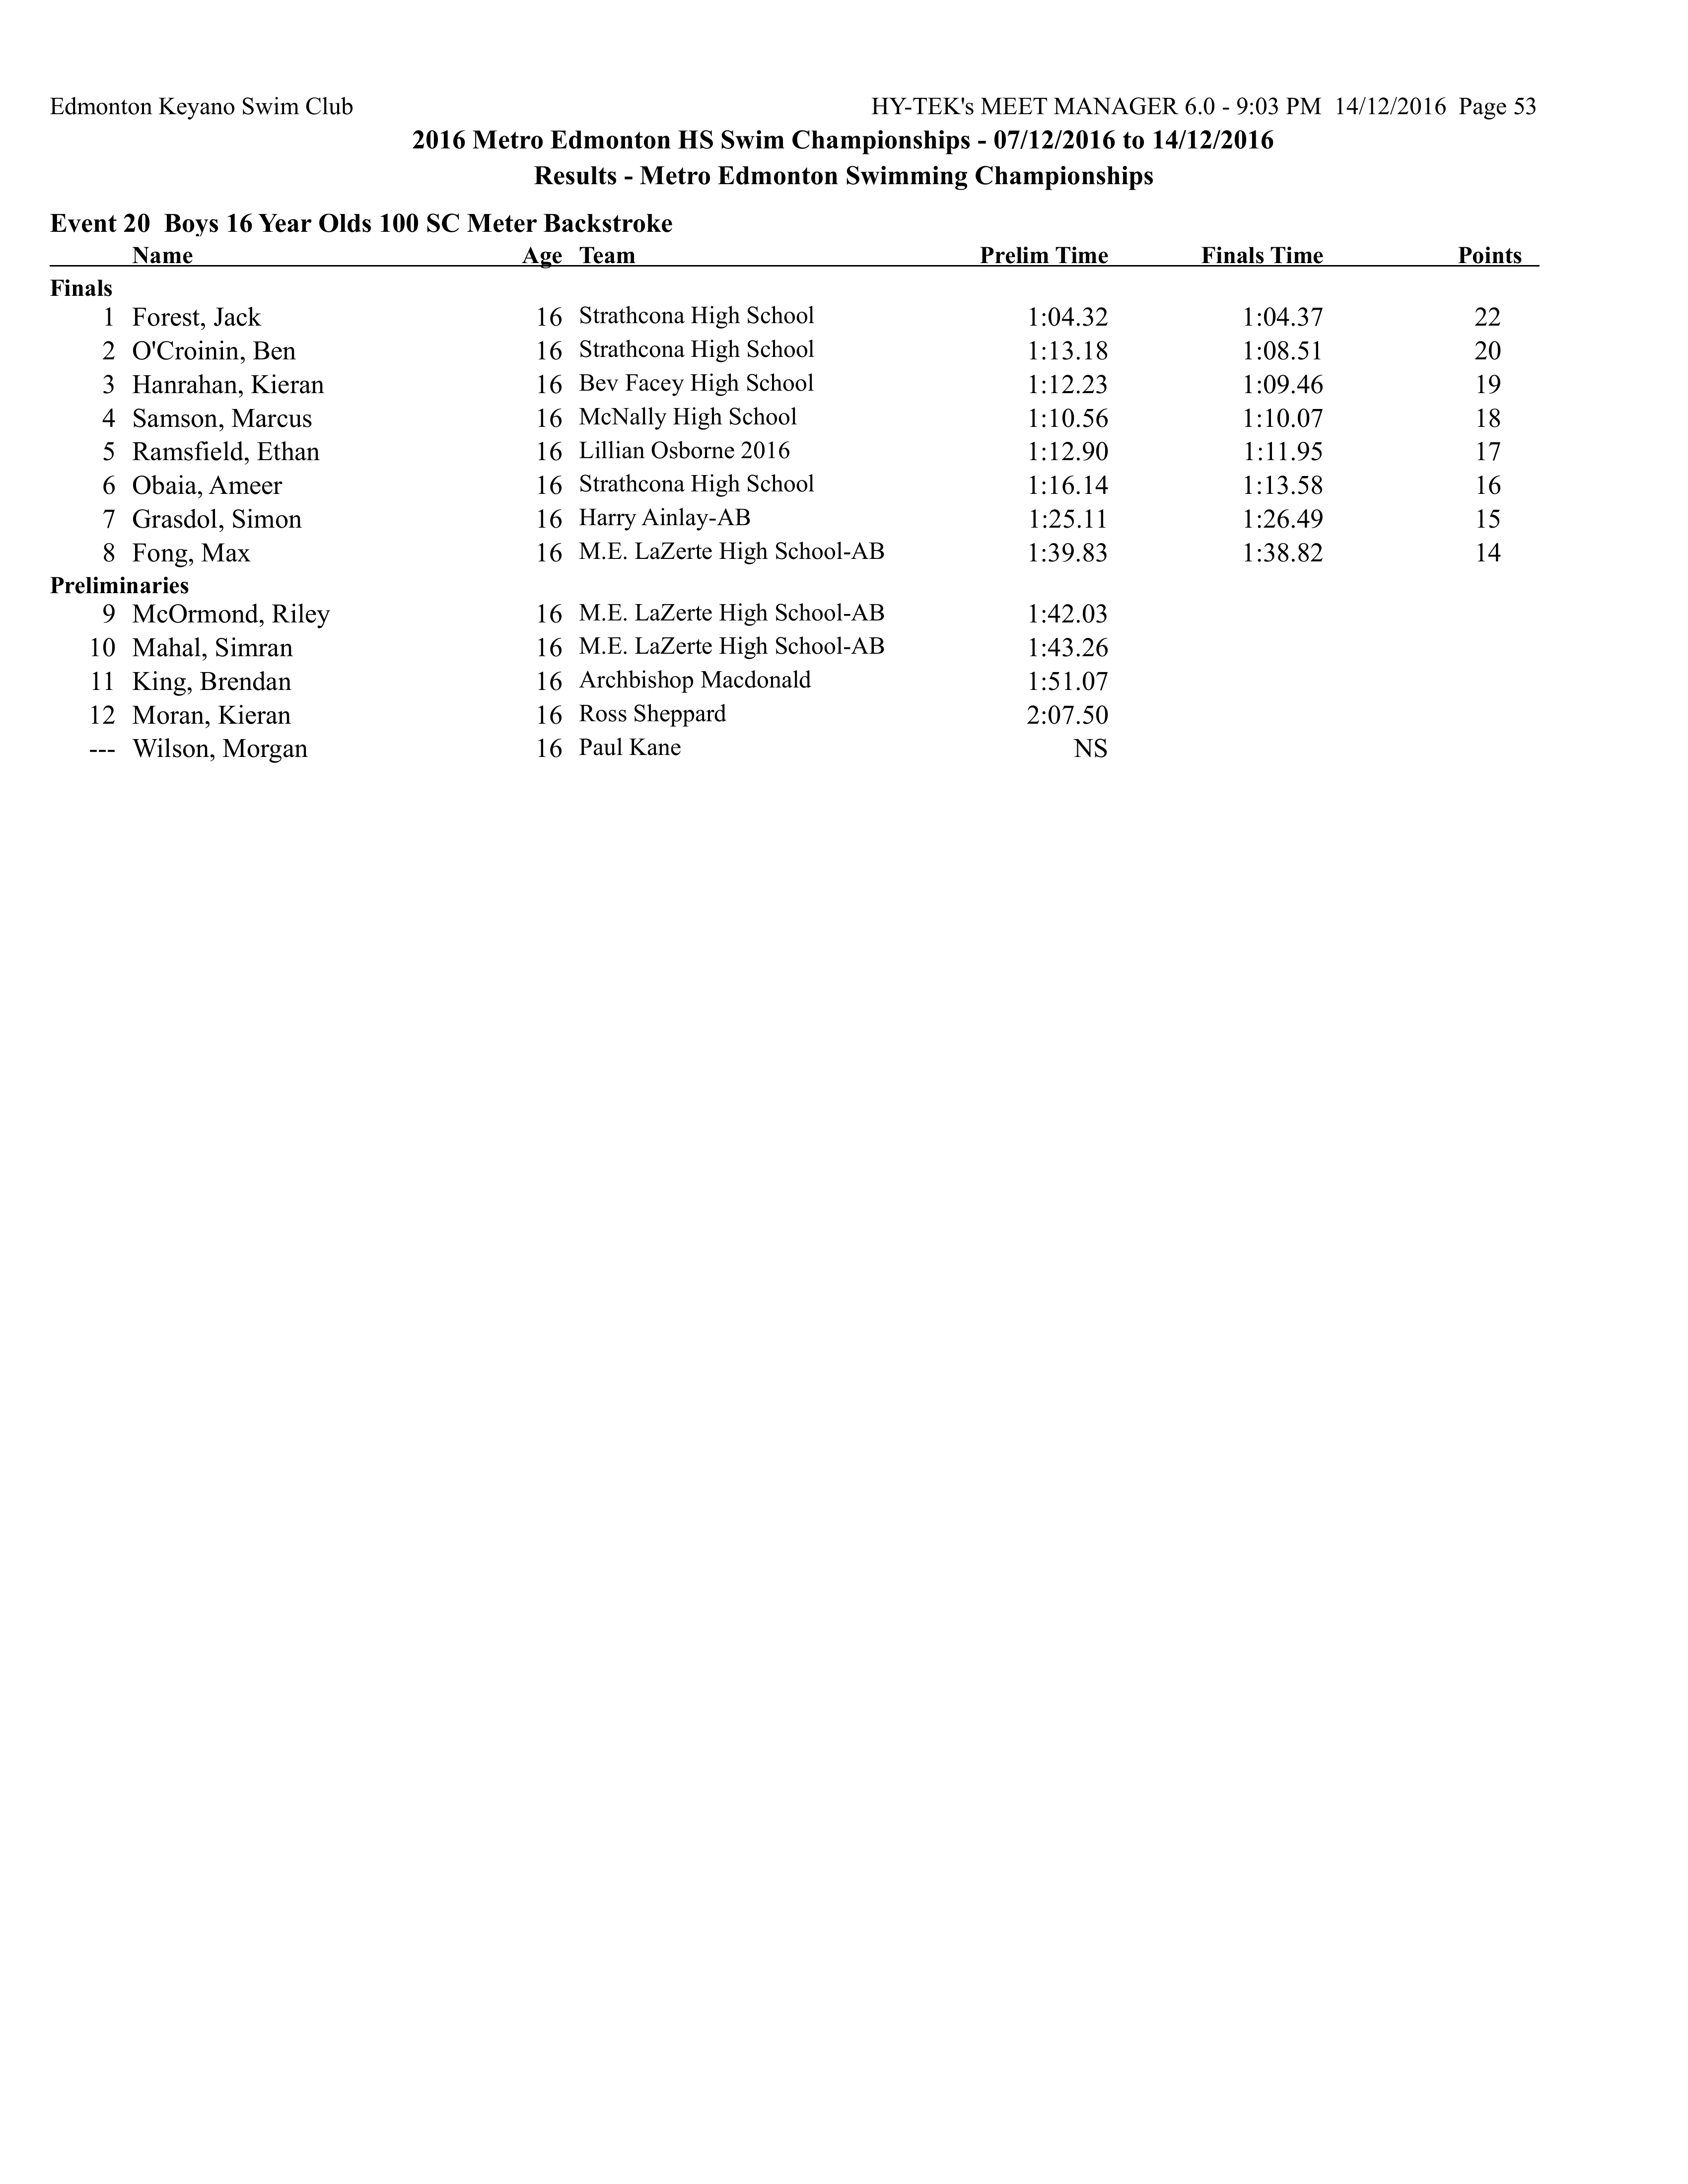 Edmonton Keyano Swim Club HY-TEK's MEET MANAGER 6.0 - 9:03 PM 14/12/2016 Page 53
2016 Metro Edmonton HS Swim Championships - 07/12/2016 to 14/12/2016
Results - Metro Edmonton Swimming Championships
Event 20 Boys 16 Year Olds 100 SC Meter Backstroke
Name Age Team Prelim Time Finals Time Points
Finals
1 Forest, Jack 16 Strathcona High School 1:04.32 1:04.37 22
2 O'Croinin, Ben 16 Strathcona High School 1:13.18 1:08.51 20
3 Hanrahan, Kieran 16 Bev Facey High School 1:12.23 1:09.46 19
4 Samson, Marcus 16 McNally High School 1:10.56 1:10.07 18
5 Ramsfield, Ethan 16 Lillian Osborne 2016 1:12.90 1:11.95 17
6 Obaia, Ameer 16 Strathcona High School 1:16.14 1:13.58 16
7 Grasdol, Simon 16 Harry Ainlay-AB 1:25.11 1:26.49 15
8 Fong, Max 16 M.E. LaZerte High School-AB 1:39.83 1:38.82 14
Preliminaries
9 McOrmond, Riley 16 M.E. LaZerte High School-AB 1:42.03
10 Mahal, Simran 16 M.E. LaZerte High School-AB 1:43.26
11 King, Brendan 16 Archbishop Macdonald 1:51.07
12 Moran, Kieran 16 Ross Sheppard 2:07.50
--- Wilson, Morgan 16 Paul Kane NS